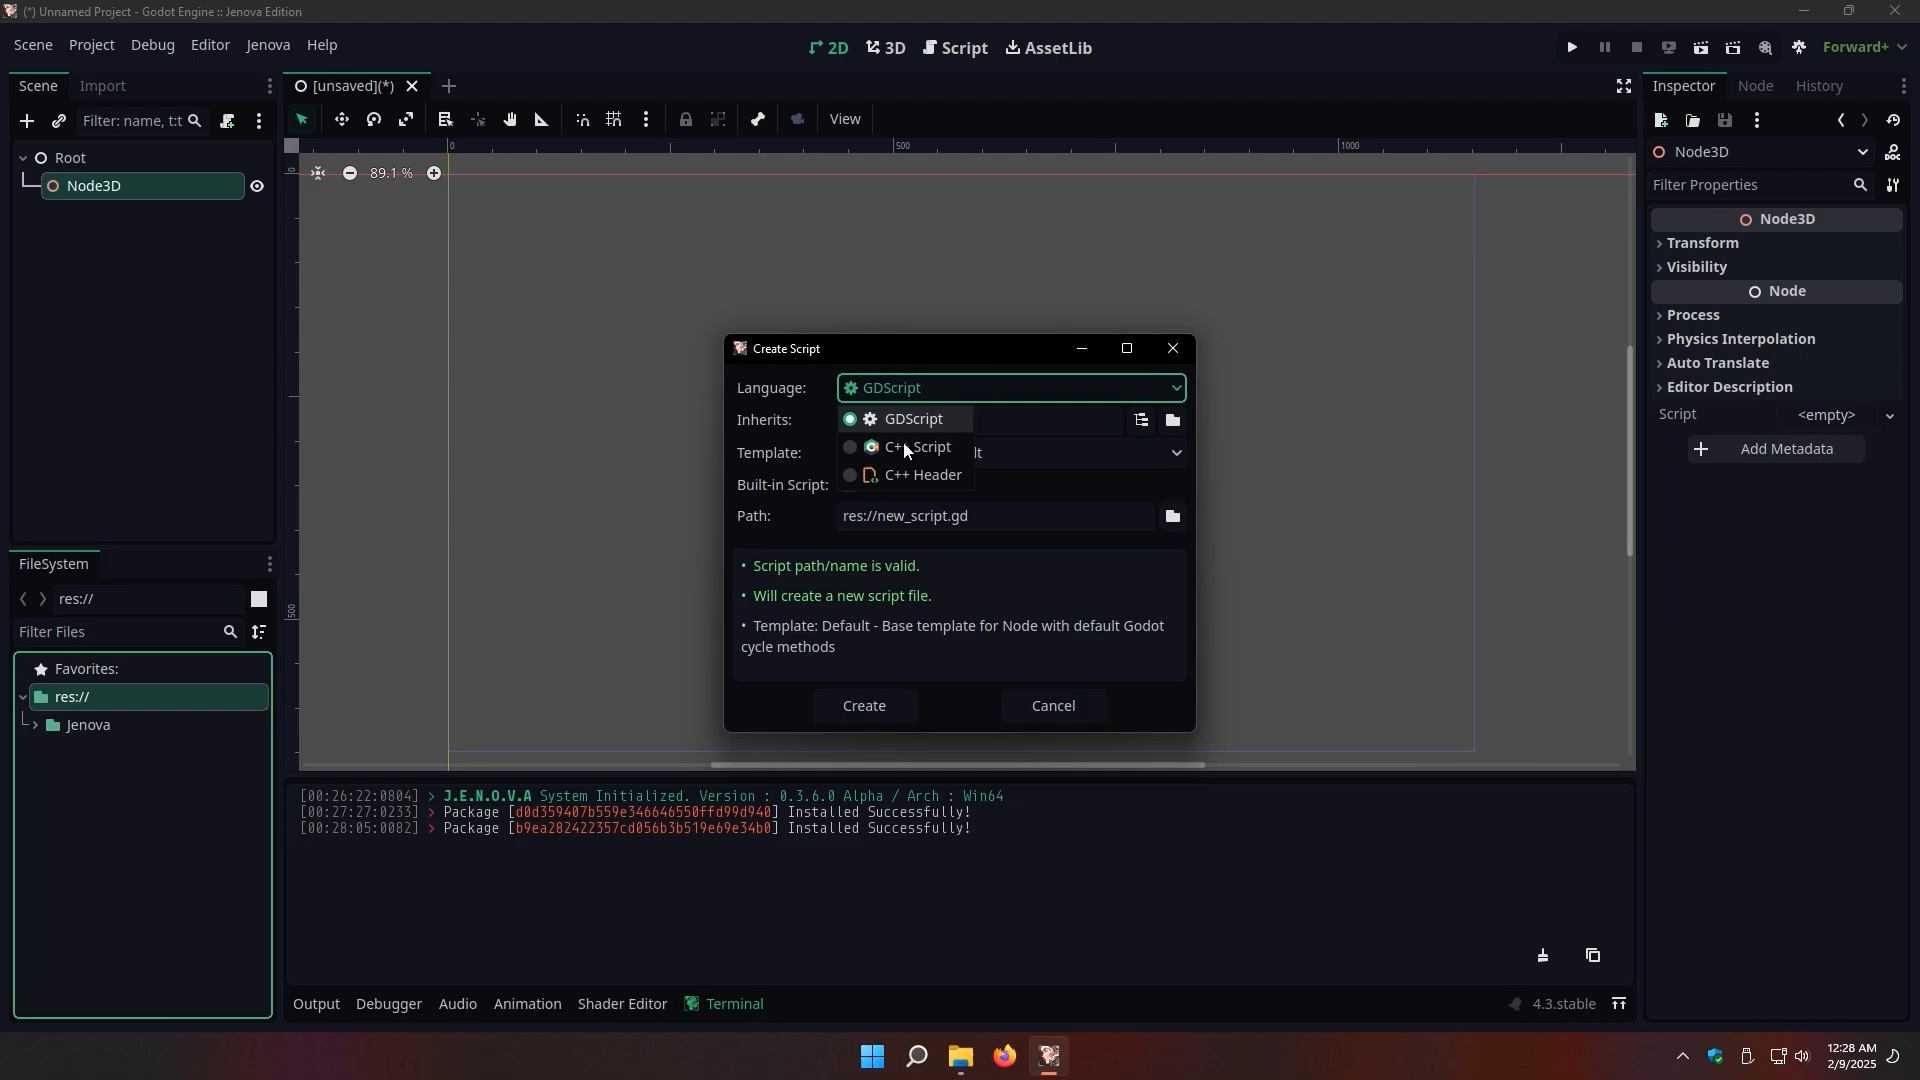 (*) Unnamed Project - Godot Engine :: Jenova Edition
Scene Project Debug Editor Jenova Help
2D 3D Script AssetLib
Forward+
Scene Import
[unsaved](*)
Inspector Node History
Filter: name, t:t
View
Root
Node3D
0 500 1000
89.1 %
0
500
Node3D
Filter Properties
Node3D
Transform
Visibility
Node
Process
Physics Interpolation
Auto Translate
Editor Description
Script <empty>
Add Metadata
Create Script
Language: GDScript
Inherits:
GDScript
Template:
C++ Script
lt
C++ Header
Built-in Script:
Path: res://new_script.gd
• Script path/name is valid.
• Will create a new script file.
• Template: Default - Base template for Node with default Godot
cycle methods
Create Cancel
FileSystem
res://
Filter Files
Favorites:
res://
Jenova
[00:26:22:0804] > J.E.N.O.V.A System Initialized. Version : 0.3.6.0 Alpha / Arch : Win64
[00:27:27:0233] > Package [d0d359407b559e346646550ffd99d940] Installed Successfully!
[00:28:05:0082] > Package [b9ea282422357cd056b3b519e69e34b0] Installed Successfully!
Output Debugger Audio Animation Shader Editor Terminal
4.3.stable
12:28 AM
2/9/2025